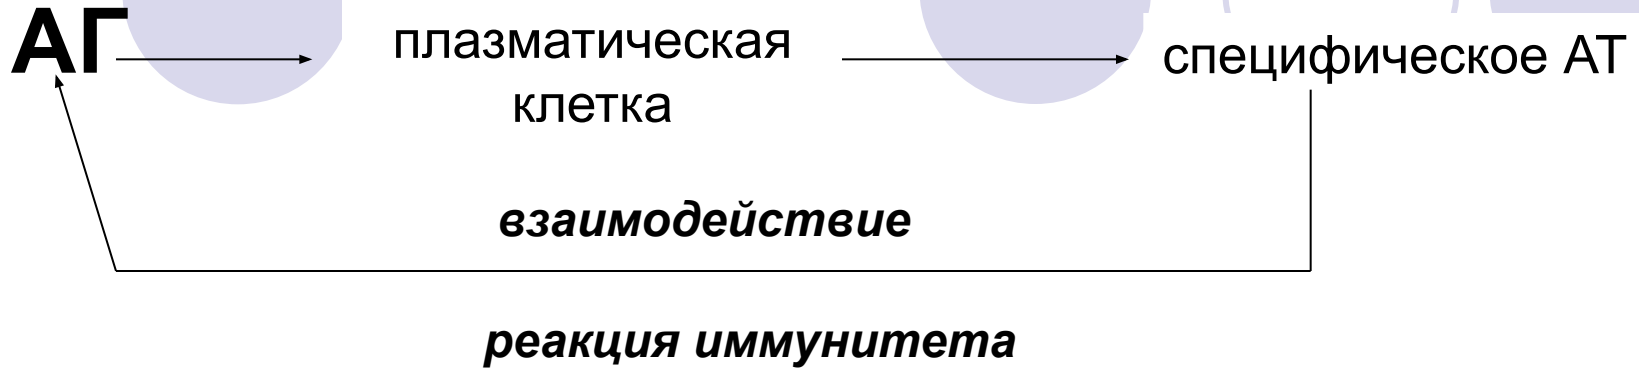 АГ
плазматическая
клетка
специфическое АТ
взаимодействие
реакция иммунитета